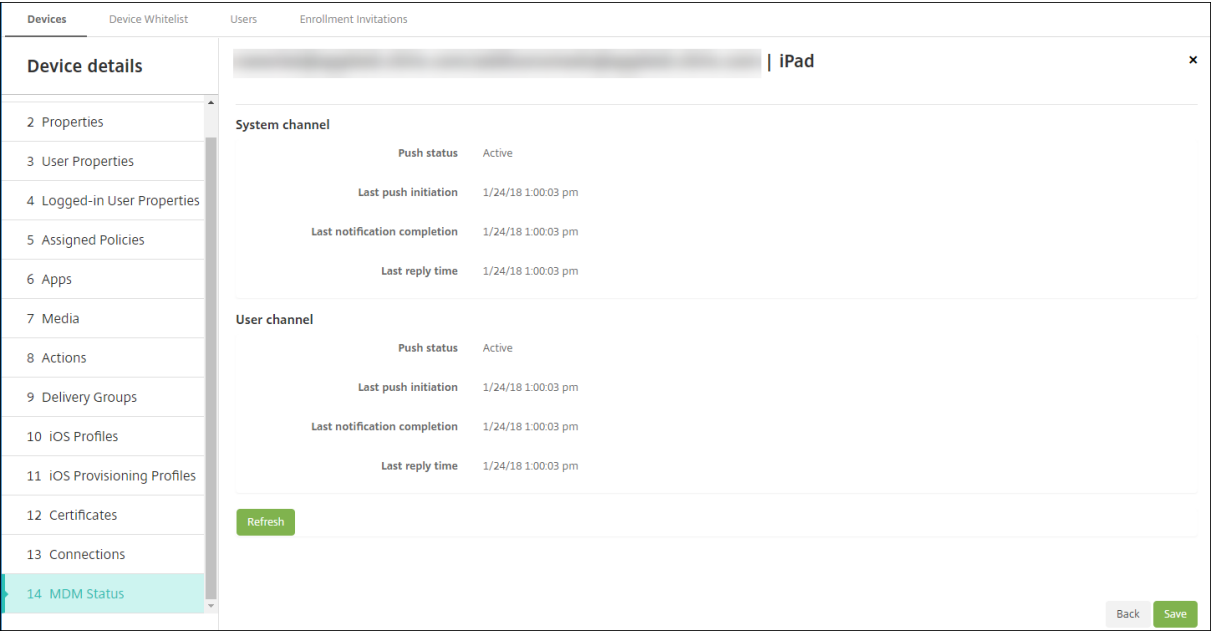 Devices Device Whitelist Users Enrollment Invitations
Device details
2 Properties
3 User Properties
4 Logged-in User Properties
5 Assigned Policies
6 Apps
7 Media
8 Actions
9 Delivery Groups
10 iOS Profiles
11 iOS Provisioning Profiles
12 Certificates
13 Connections
14 MDM Status
| iPad
×
System channel
Push status Active
Last push initiation 1/24/18 1:00:03 pm
Last notification completion 1/24/18 1:00:03 pm
Last reply time 1/24/18 1:00:03 pm
User channel
Push status Active
Last push initiation 1/24/18 1:00:03 pm
Last notification completion 1/24/18 1:00:03 pm
Last reply time 1/24/18 1:00:03 pm
Refresh
Back Save